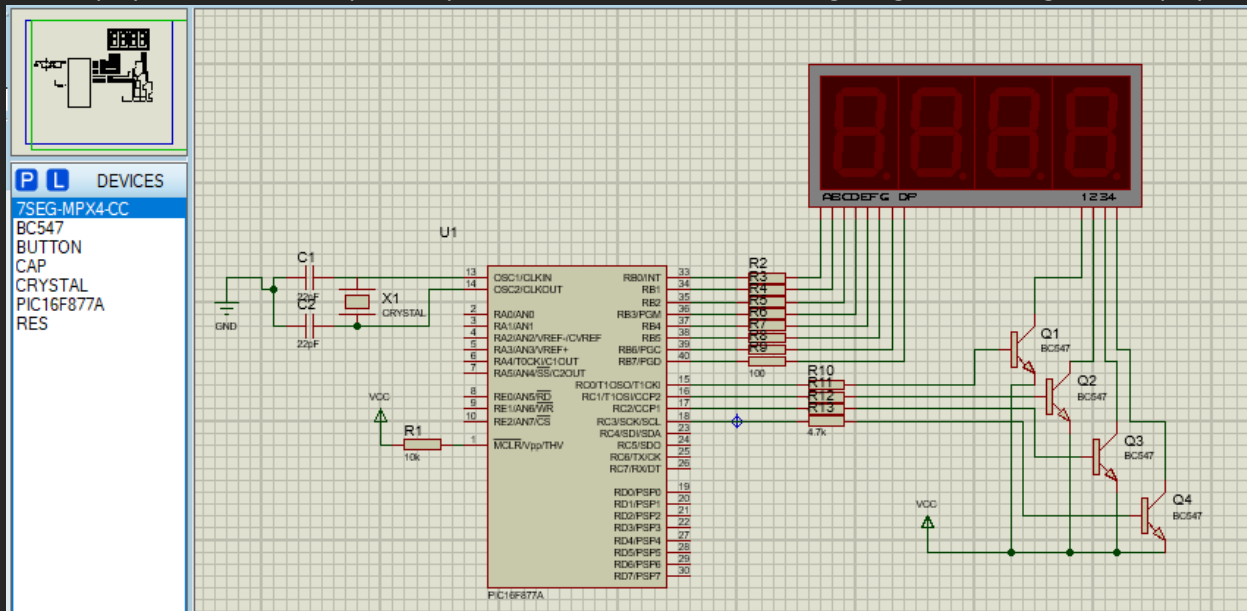 P L DEVICES
7SEG-MPX4-CC
BC547
BUTTON
CAP
CRYSTAL
PIC16F877A
RES
ABCDEFG DP
1234
U1
C1
22pF
C2
22pF
X1
CRYSTAL
GND
13 OSC1/CLKIN
14 OSC2/CLKOUT
2 RA0/AN0
3 RA1/AN1
4 RA2/AN2/VREF-/CVREF
5 RA3/AN3/VREF+
6 RA4/T0CKI/C1OUT
7 RA5/AN4/SS/C2OUT
8 RE0/AN5/RD
9 RE1/AN6/WR
10 RE2/AN7/CS
1 MCLR/Vpp/THV
RB0/INT 33
RB1 34
RB2 35
RB3/PGM 36
RB4 37
RB5 38
RB6/PGC 39
RB7/PGD 40
RC0/T1OSO/T1CKI 15
RC1/T1OSI/CCP2 16
RC2/CCP1 17
RC3/SCK/SCL 18
RC4/SDI/SDA 23
RC5/SDO 24
RC6/TX/CK 25
RC7/RX/DT 26
RD0/PSP0 19
RD1/PSP1 20
RD2/PSP2 21
RD3/PSP3 22
RD4/PSP4 27
RD5/PSP5 28
RD6/PSP6 29
RD7/PSP7 30
PIC16F877A
VCC
R1
10k
R2
R3
R4
R5
R6
R7
R8
R9
100
R10
R11
R12
R13
4.7k
Q1
BC547
Q2
BC547
Q3
BC547
Q4
BC547
VCC